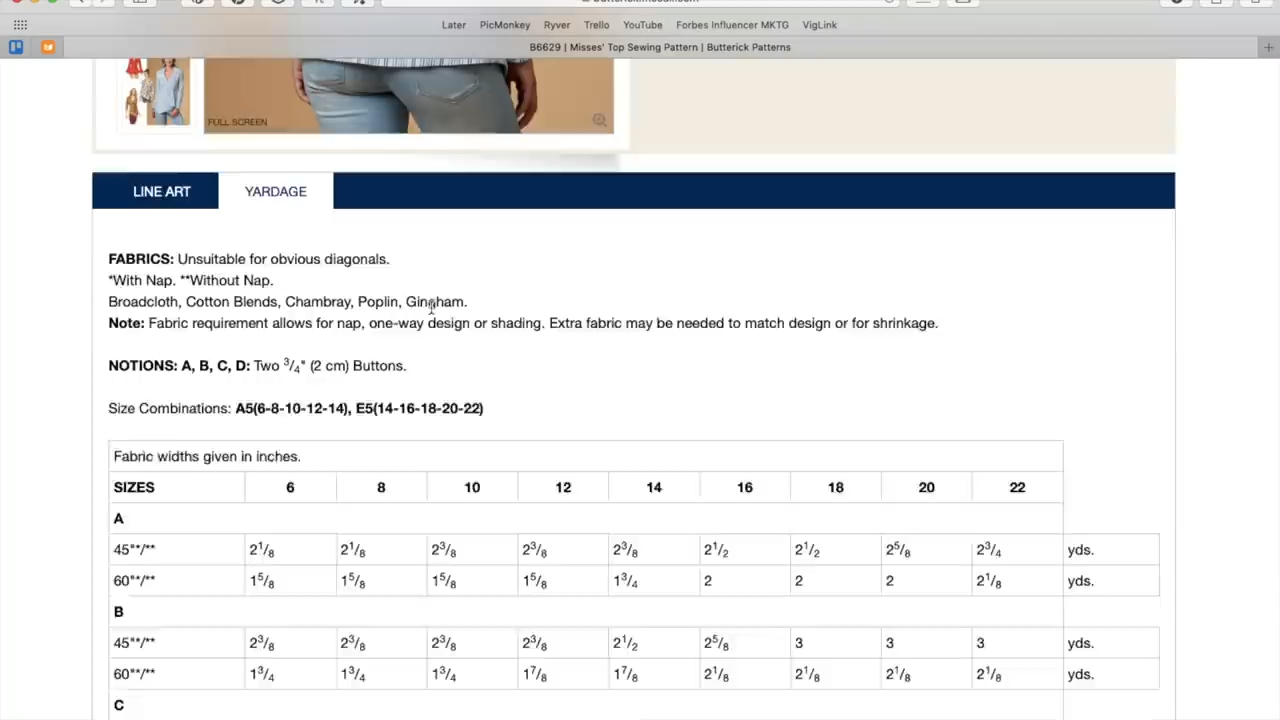 Later PicMonkey Ryver Trello YouTube Forbes Influencer MKTG VigLink
B6629 | Misses' Top Sewing Pattern | Butterick Patterns
FULL SCREEN
LINE ART YARDAGE
FABRICS: Unsuitable for obvious diagonals.
*With Nap. **Without Nap.
Broadcloth, Cotton Blends, Chambray, Poplin, Gingham.
Note: Fabric requirement allows for nap, one-way design or shading. Extra fabric may be needed to match design or for shrinkage.
NOTIONS: A, B, C, D: Two 3/4" (2 cm) Buttons.
Size Combinations: A5(6-8-10-12-14), E5(14-16-18-20-22)
Fabric widths given in inches.
SIZES 6 8 10 12 14 16 18 20 22
A
45"*/** 2 1/8 2 1/8 2 3/8 2 3/8 2 3/8 2 1/2 2 1/2 2 5/8 2 3/4 yds.
60"*/** 1 5/8 1 5/8 1 5/8 1 5/8 1 3/4 2 2 2 2 1/8 yds.
B
45"*/** 2 3/8 2 3/8 2 3/8 2 3/8 2 1/2 2 5/8 3 3 3 yds.
60"*/** 1 3/4 1 3/4 1 3/4 1 7/8 1 7/8 2 1/8 2 1/8 2 1/8 2 1/8 yds.
C